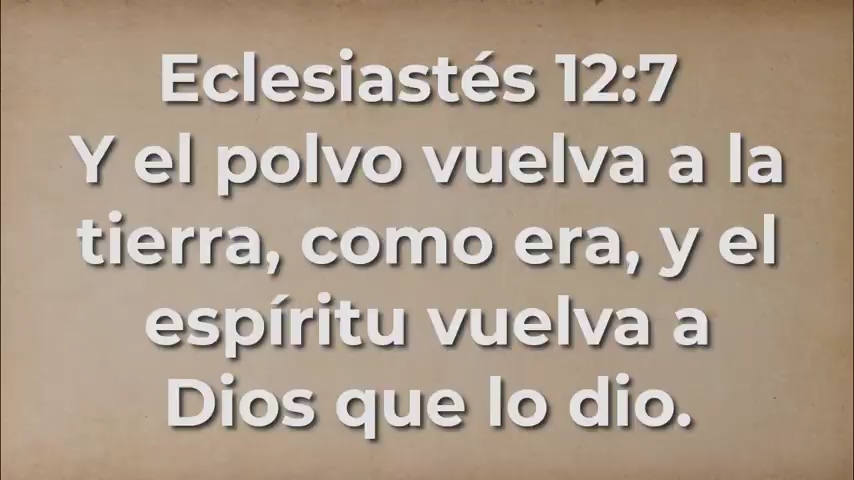 Eclesiastés 12:7
Y el polvo vuelva a la
tierra, como era, y el
espíritu vuelva a
Dios que lo dio.